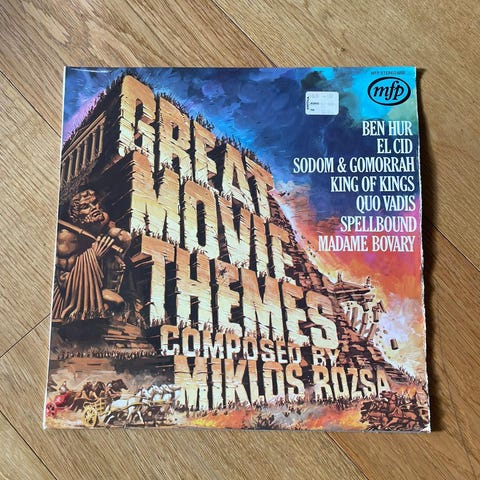 mfp
BEN HUR
EL CID
SODOM & GOMORRAH
KING OF KINGS
QUO VADIS
SPELLBOUND
MADAME BOVARY
GREAT
MOVIE
THEMES
COMPOSED BY
MIKLOS ROZSA